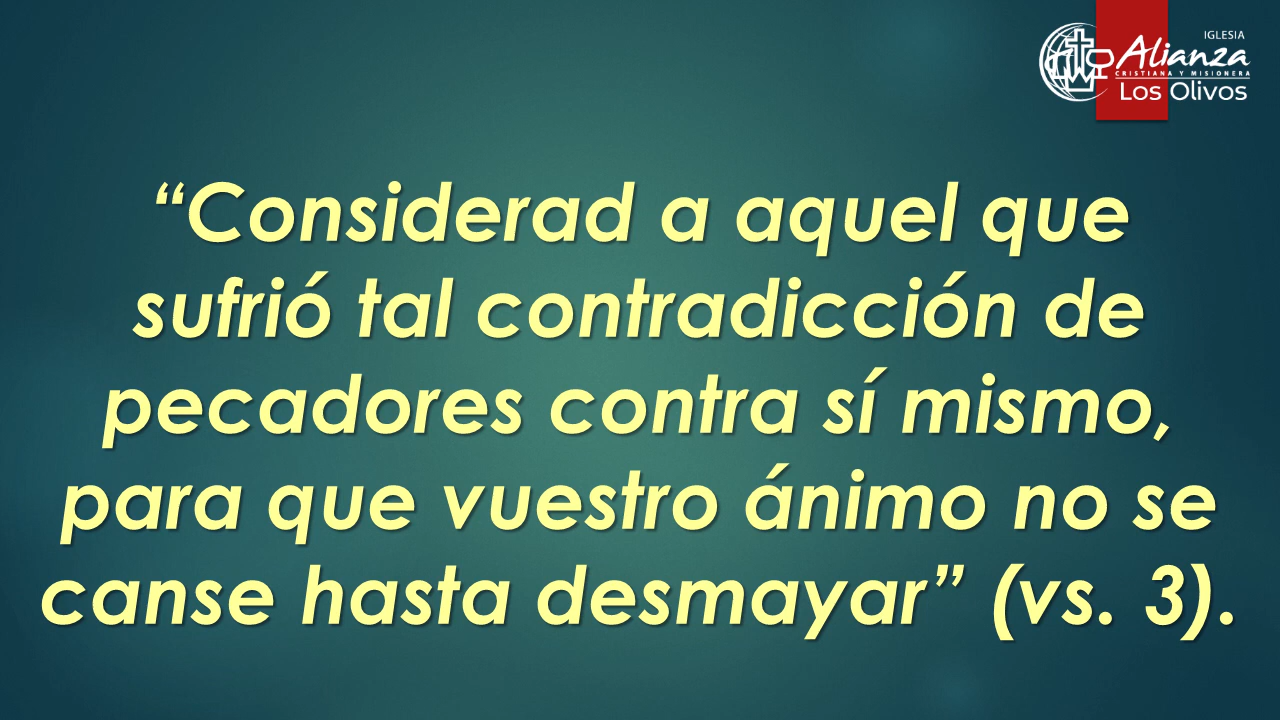 IGLESIA
Alianza
CRISTIANA Y MISIONERA
Los Olivos
“Considerad a aquel que
sufrió tal contradicción de
pecadores contra sí mismo,
para que vuestro ánimo no se
canse hasta desmayar” (vs. 3).